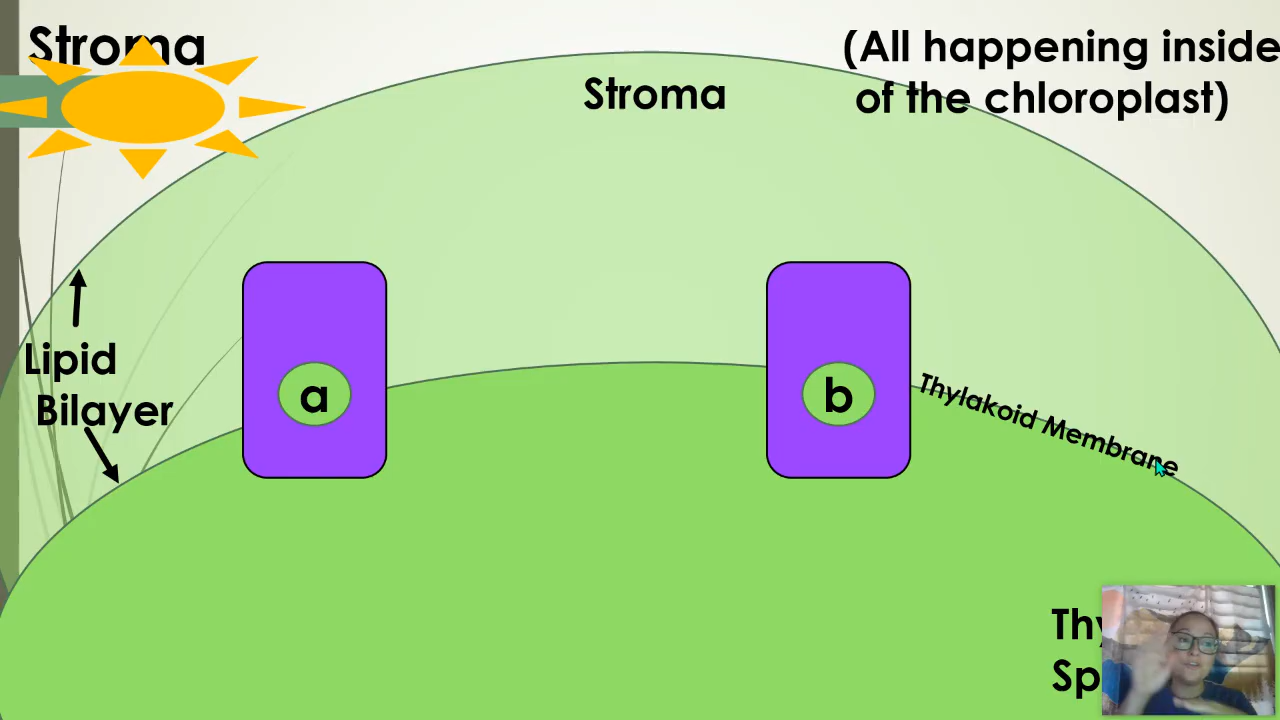 Stroma
(All happening inside
of the chloroplast)
Stroma
Lipid
Bilayer
a
b
Thylakoid Membrane